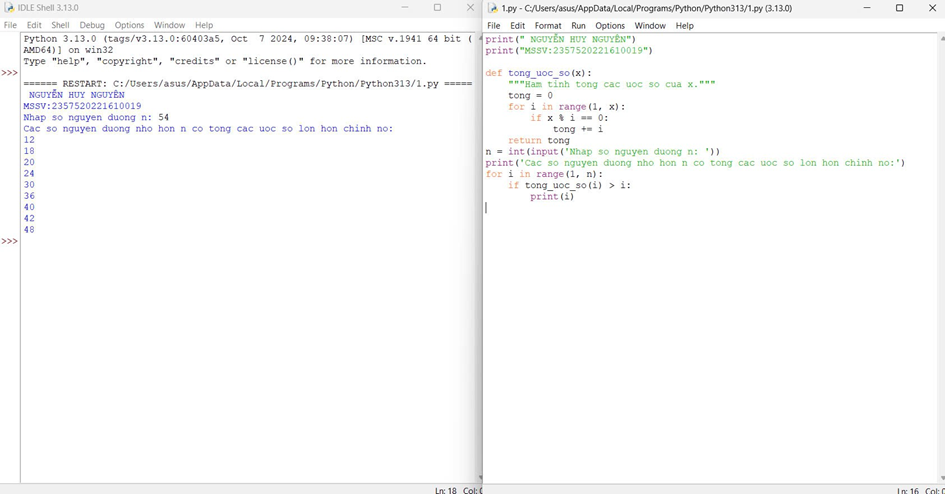 IDLE Shell 3.13.0
File Edit Shell Debug Options Window Help
Python 3.13.0 (tags/v3.13.0:60403a5, Oct  7 2024, 09:38:07) [MSC v.1941 64 bit (
AMD64)] on win32
Type "help", "copyright", "credits" or "license()" for more information.
>>>
====== RESTART: C:/Users/asus/AppData/Local/Programs/Python/Python313/1.py =====
 NGUYỄN HUY NGUYÊN
MSSV:2357520221610019
Nhap so nguyen duong n: 54
Cac so nguyen duong nho hon n co tong cac uoc so lon hon chinh no:
12
18
20
24
30
36
40
42
48
>>>
Ln: 18 Col: 0
1.py - C:/Users/asus/AppData/Local/Programs/Python/Python313/1.py (3.13.0)
File Edit Format Run Options Window Help
print(" NGUYỄN HUY NGUYÊN")
print("MSSV:2357520221610019")

def tong_uoc_so(x):
    """Ham tinh tong cac uoc so cua x."""
    tong = 0
    for i in range(1, x):
        if x % i == 0:
            tong += i
    return tong
n = int(input('Nhap so nguyen duong n: '))
print('Cac so nguyen duong nho hon n co tong cac uoc so lon hon chinh no:')
for i in range(1, n):
    if tong_uoc_so(i) > i:
        print(i)
Ln: 16 Col: 0